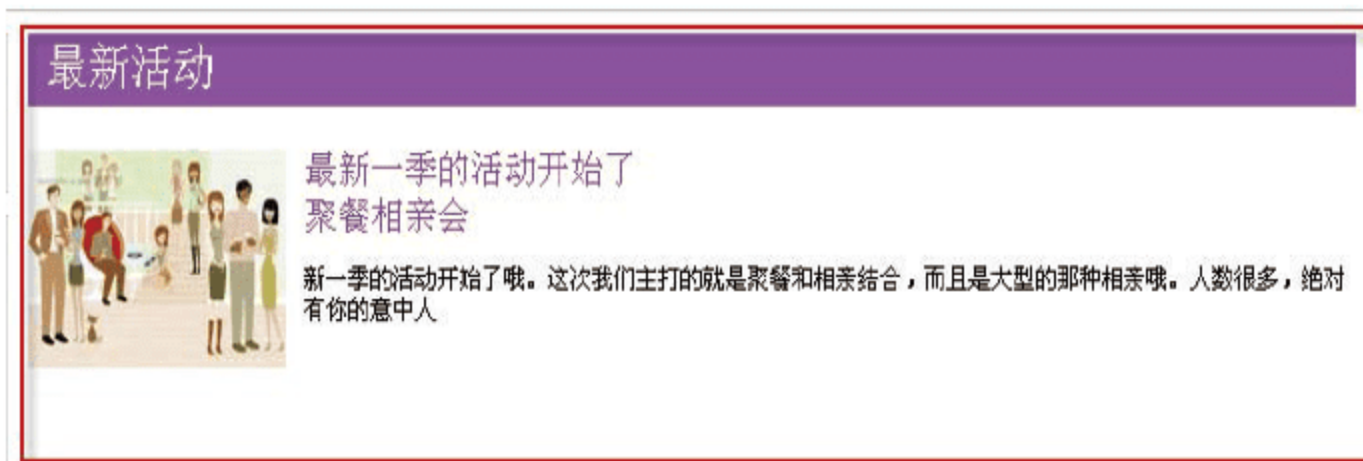 最新活动
最新一季的活动开始了
聚餐相亲会
新一季的活动开始了哦。这次我们主打的就是聚餐和相亲结合，而且是大型的那种相亲哦。人数很多，绝对
有你的意中人